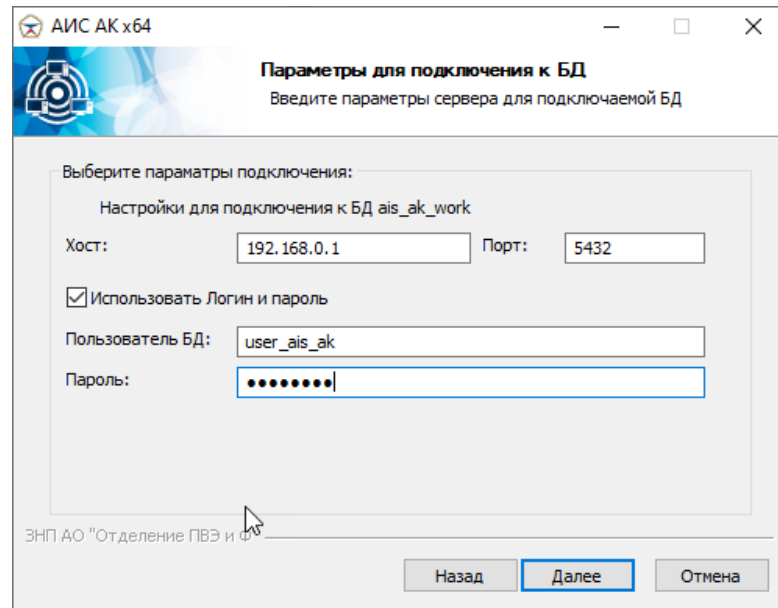 АИС АК x64
Параметры для подключения к БД
Введите параметры сервера для подключаемой БД
Выберите параматры подключения:
Настройки для подключения к БД ais_ak_work
Хост: 192.168.0.1 Порт: 5432
Использовать Логин и пароль
Пользователь БД: user_ais_ak
Пароль: ●●●●●●●●
ЗНП АО "Отделение ПВЭ и Ф"
Назад Далее Отмена